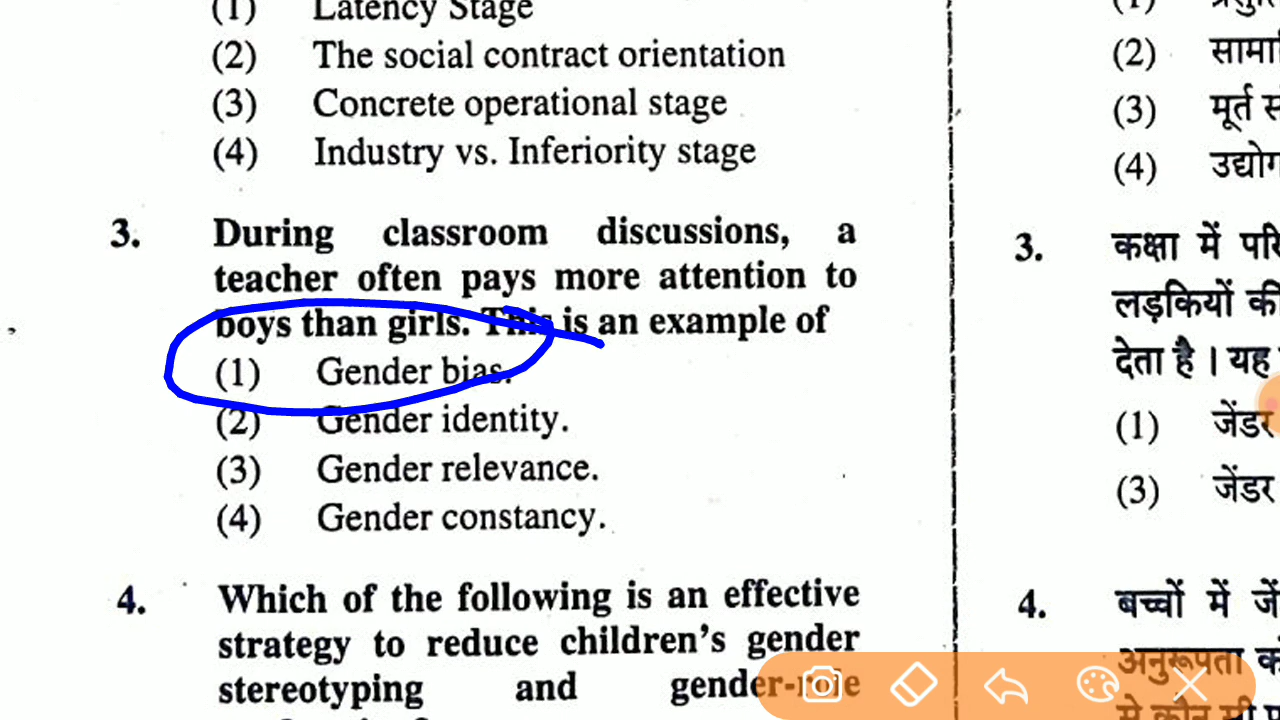 (1) Latency Stage
(2) The social contract orientation
(3) Concrete operational stage
(4) Industry vs. Inferiority stage
3. During classroom discussions, a
teacher often pays more attention to
boys than girls. This is an example of
(1) Gender bias.
(2) Gender identity.
(3) Gender relevance.
(4) Gender constancy.
4. Which of the following is an effective
strategy to reduce children's gender
stereotyping and gender-role
(2)
(3) मूर्त
(4)
3. कक्षा में
लड़कियों की
देता है । यह
(1) जेंडर
(3) जेंडर
4. बच्चों में
अनुरूपता